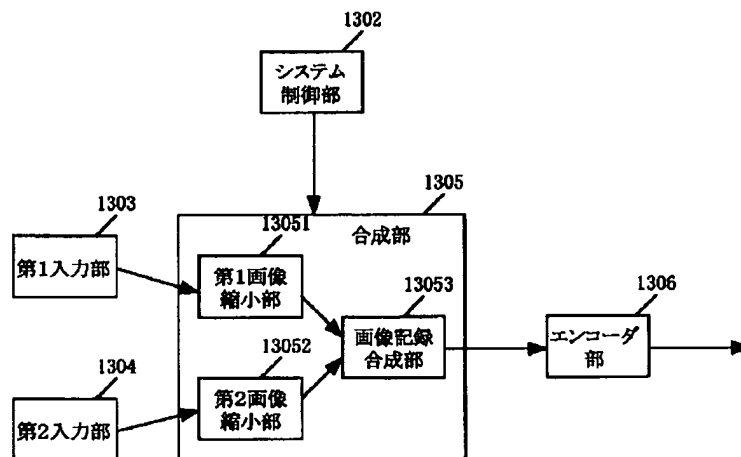 1302
システム
制御部
1303
1305
13051
合成部
第1入力部
第1画像
縮小部
13053
1306
画像記録
合成部
エンコーダ
部
1304
13052
第2入力部
第2画像
縮小部